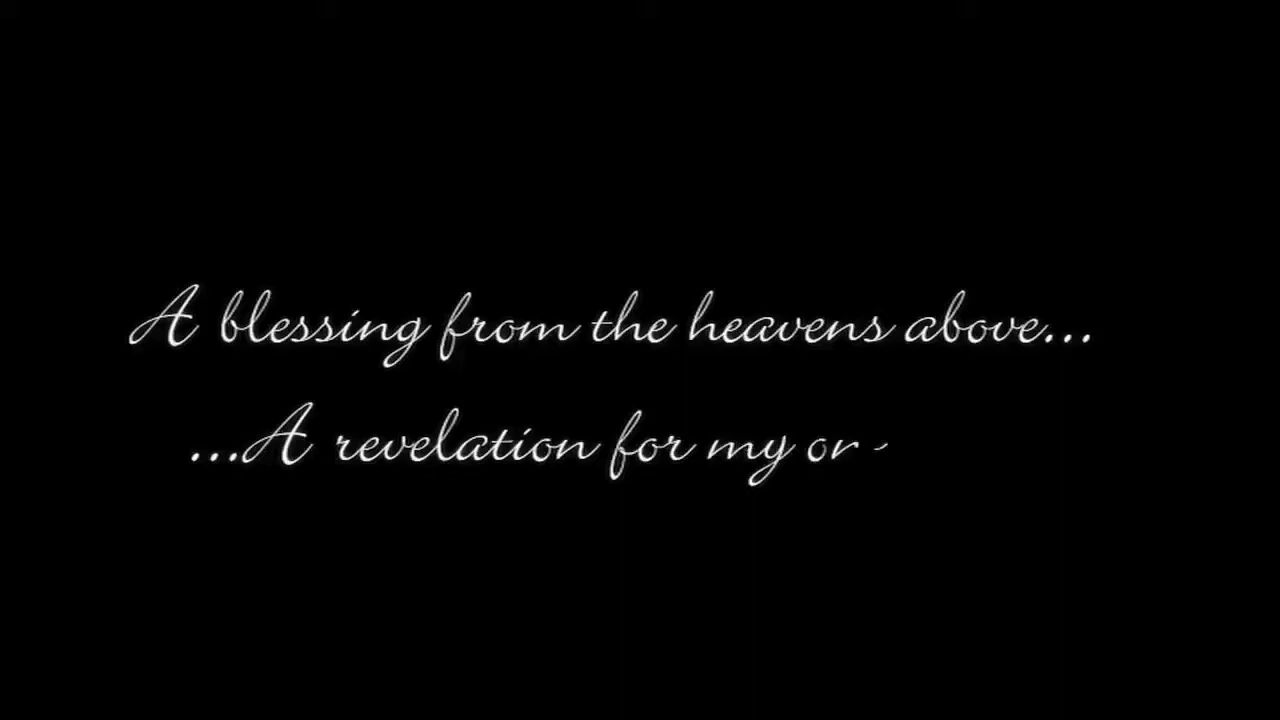 A blessing from the heavens above...
...A revelation for my